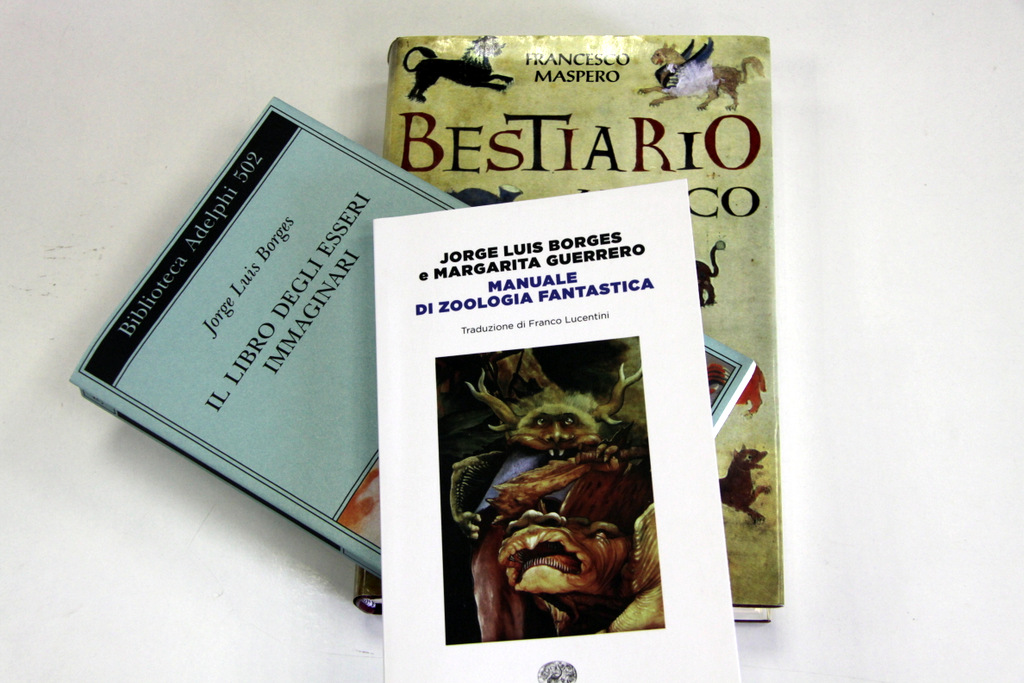 FRANCESCO
MASPERO
BESTIARIO
Biblioteca Adelphi 502
Jorge Luis Borges
IL LIBRO DEGLI ESSERI
IMMAGINARI
JORGE LUIS BORGES
e MARGARITA GUERRERO
MANUALE
DI ZOOLOGIA FANTASTICA
Traduzione di Franco Lucentini